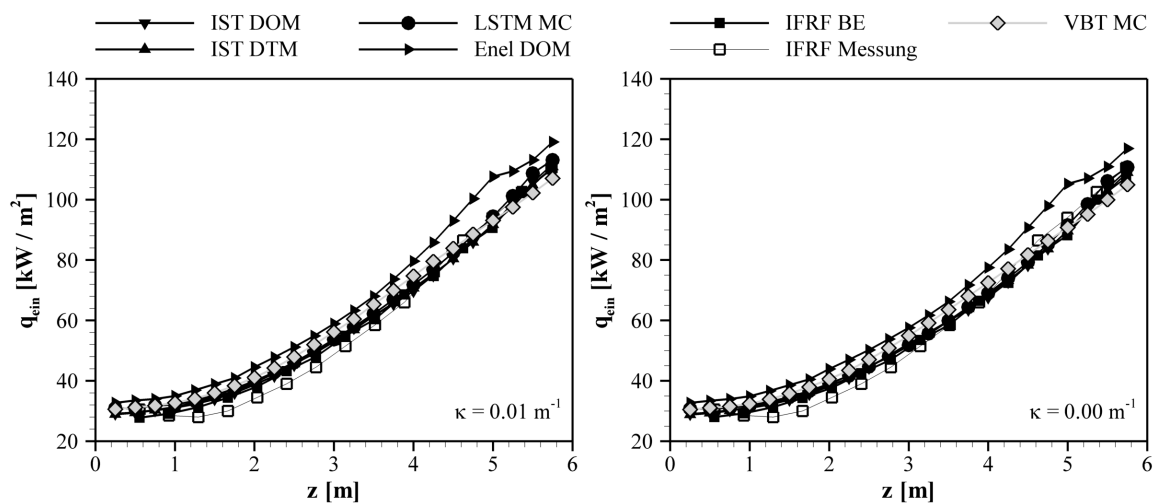 IST DOM LSTM MC IFRF BE VBT MC
IST DTM Enel DOM IFRF Messung
140 140
120 120
100 100
80 80
60 60
40 40
20 20
q_ein [kW / m²] q_ein [kW / m²]
κ = 0.01 m⁻¹ κ = 0.00 m⁻¹
0 1 2 3 4 5 6 0 1 2 3 4 5 6
z [m] z [m]